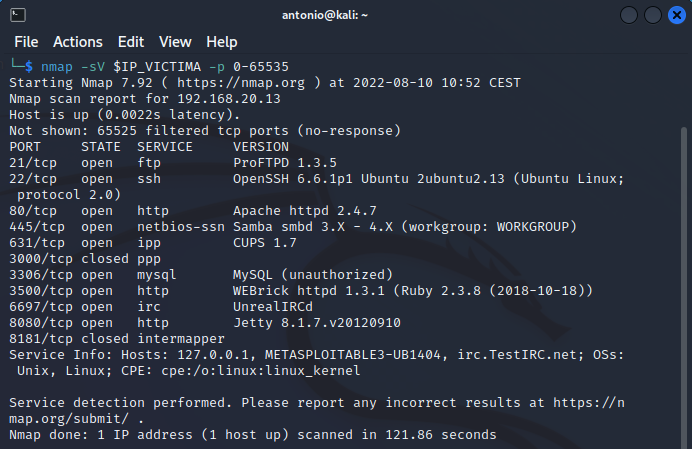 antonio@kali: ~
File Actions Edit View Help
└─$ nmap -sV $IP_VICTIMA -p 0-65535
Starting Nmap 7.92 ( https://nmap.org ) at 2022-08-10 10:52 CEST
Nmap scan report for 192.168.20.13
Host is up (0.0022s latency).
Not shown: 65525 filtered tcp ports (no-response)
PORT     STATE  SERVICE     VERSION
21/tcp   open   ftp         ProFTPD 1.3.5
22/tcp   open   ssh         OpenSSH 6.6.1p1 Ubuntu 2ubuntu2.13 (Ubuntu Linux;
 protocol 2.0)
80/tcp   open   http        Apache httpd 2.4.7
445/tcp  open   netbios-ssn Samba smbd 3.X - 4.X (workgroup: WORKGROUP)
631/tcp  open   ipp         CUPS 1.7
3000/tcp closed ppp
3306/tcp open   mysql       MySQL (unauthorized)
3500/tcp open   http        WEBrick httpd 1.3.1 (Ruby 2.3.8 (2018-10-18))
6697/tcp open   irc         UnrealIRCd
8080/tcp open   http        Jetty 8.1.7.v20120910
8181/tcp closed intermapper
Service Info: Hosts: 127.0.0.1, METASPLOITABLE3-UB1404, irc.TestIRC.net; OSs:
 Unix, Linux; CPE: cpe:/o:linux:linux_kernel

Service detection performed. Please report any incorrect results at https://n
map.org/submit/ .
Nmap done: 1 IP address (1 host up) scanned in 121.86 seconds